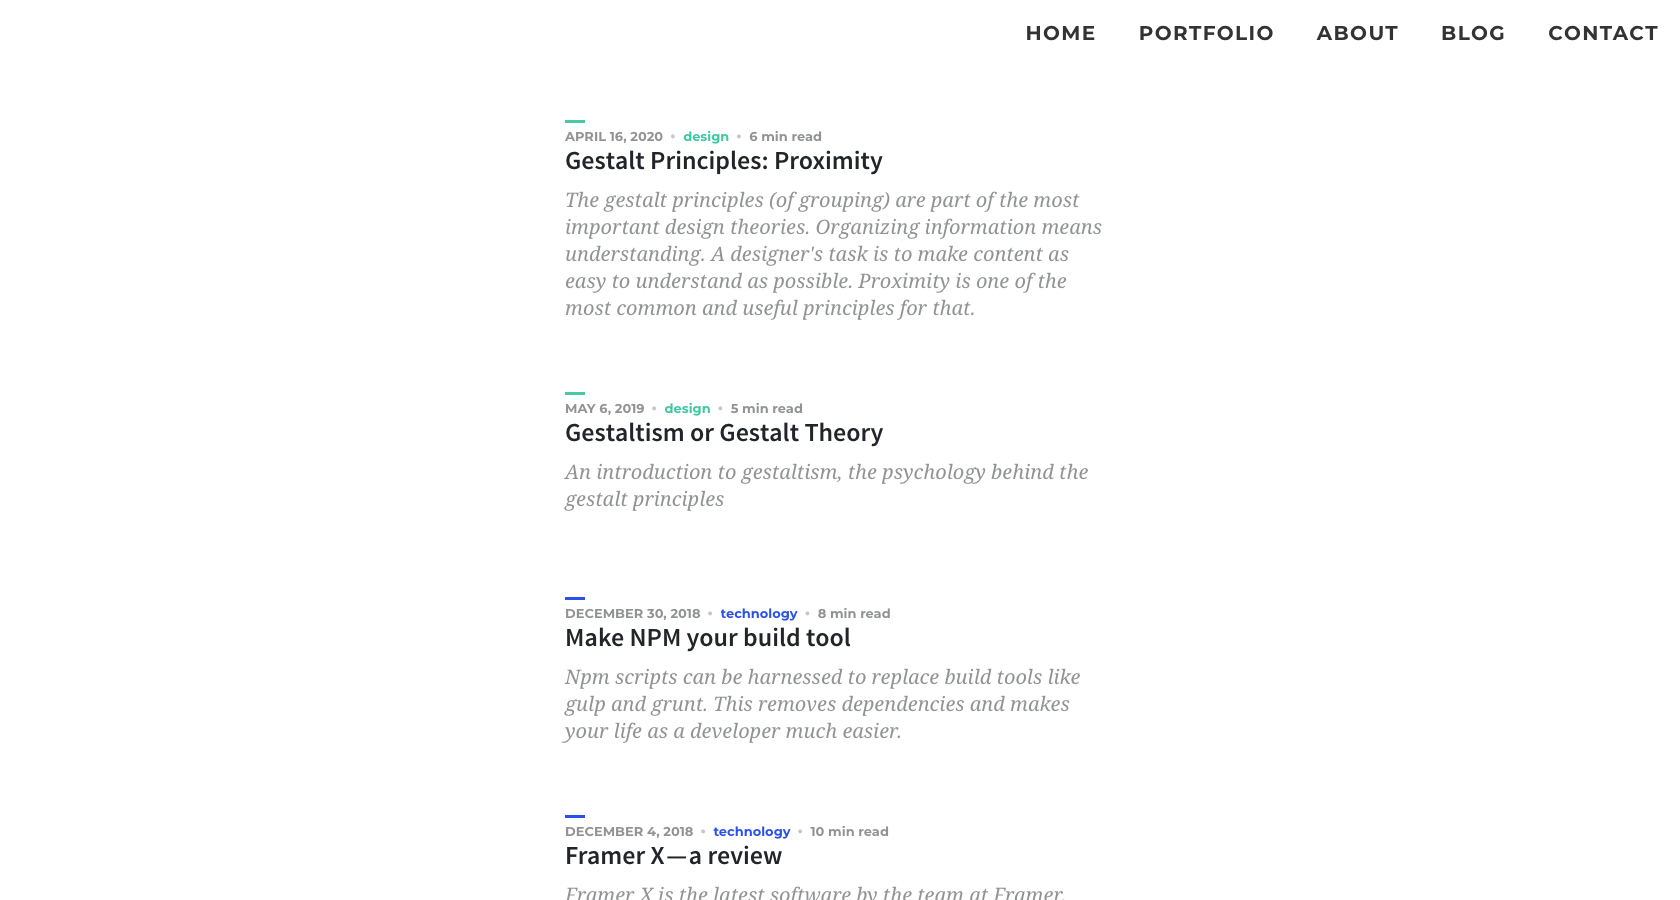 HOME PORTFOLIO ABOUT BLOG CONTACT
APRIL 16, 2020 • design • 6 min read
Gestalt Principles: Proximity
The gestalt principles (of grouping) are part of the most
important design theories. Organizing information means
understanding. A designer's task is to make content as
easy to understand as possible. Proximity is one of the
most common and useful principles for that.
MAY 6, 2019 • design • 5 min read
Gestaltism or Gestalt Theory
An introduction to gestaltism, the psychology behind the
gestalt principles
DECEMBER 30, 2018 • technology • 8 min read
Make NPM your build tool
Npm scripts can be harnessed to replace build tools like
gulp and grunt. This removes dependencies and makes
your life as a developer much easier.
DECEMBER 4, 2018 • technology • 10 min read
Framer X — a review
Framer X is the latest software by the team at Framer.